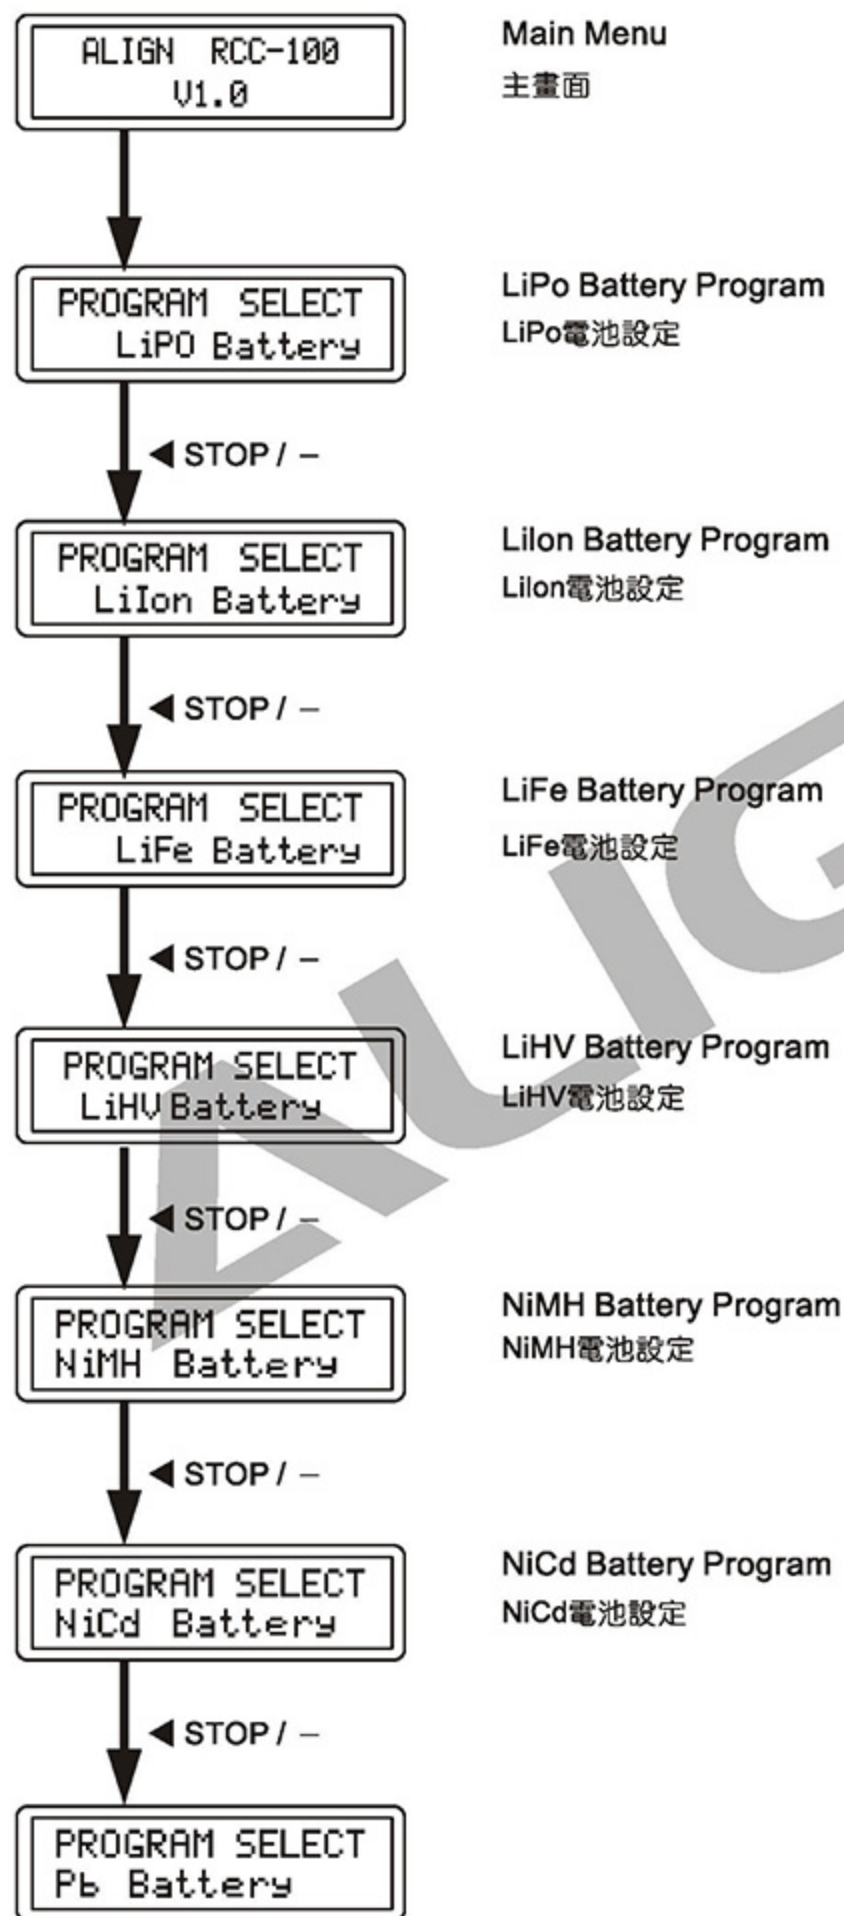 ALIGN RCC-100
V1.0
Main Menu
主畫面
PROGRAM SELECT
LiPO Battery
LiPo Battery Program
LiPo電池設定
◀ STOP / －
PROGRAM SELECT
LiIon Battery
LiIon Battery Program
LiIon電池設定
◀ STOP / －
PROGRAM SELECT
LiFe Battery
LiFe Battery Program
LiFe電池設定
◀ STOP / －
PROGRAM SELECT
LiHV Battery
LiHV Battery Program
LiHV電池設定
◀ STOP / －
PROGRAM SELECT
NiMH Battery
NiMH Battery Program
NiMH電池設定
◀ STOP / －
PROGRAM SELECT
NiCd Battery
NiCd Battery Program
NiCd電池設定
◀ STOP / －
PROGRAM SELECT
Pb Battery
ALIG